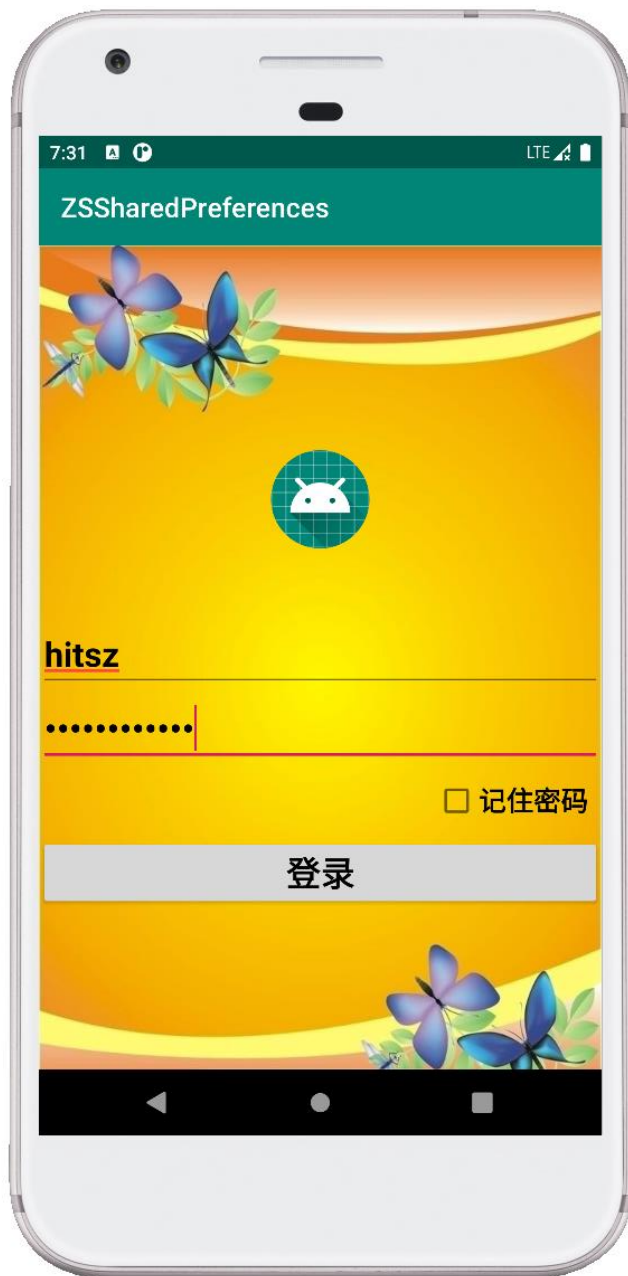 7:31 LTE
ZSSharedPreferences
hitsz
••••••••••••
记住密码
登录